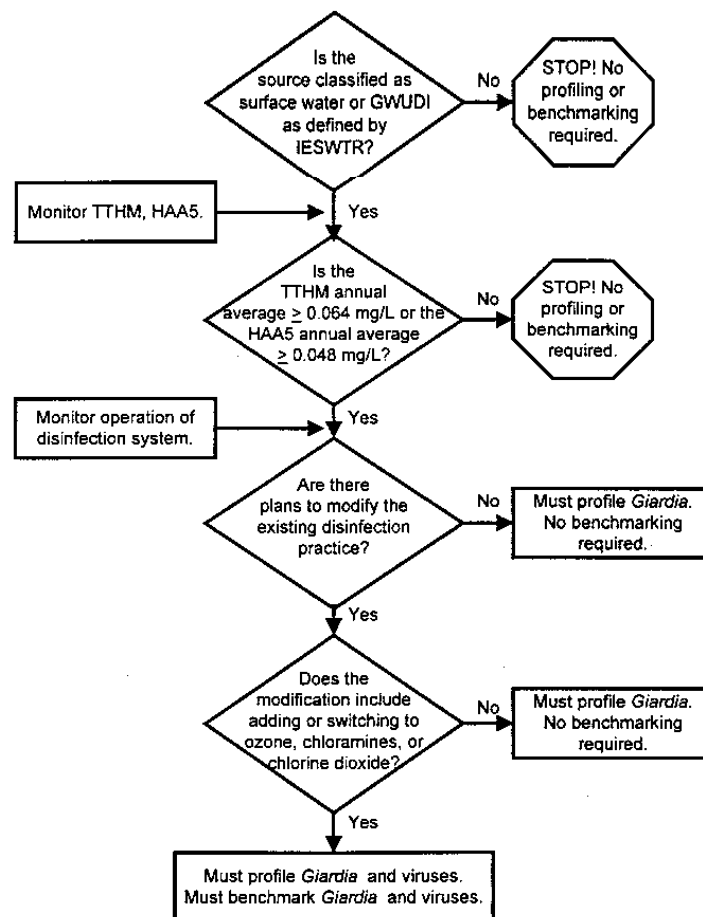 Is the
source classified as
surface water or GWUDI
as defined by
IESWTR?
No
STOP! No
profiling or
benchmarking
required.
Monitor TTHM, HAA5.
Yes
Is the
TTHM annual
average ≥ 0.064 mg/L or the
HAA5 annual average
≥ 0.048 mg/L?
No
STOP! No
profiling or
benchmarking
required.
Monitor operation of
disinfection system.
Yes
Are there
plans to modify the
existing disinfection
practice?
No
Must profile Giardia.
No benchmarking
required.
Yes
Does the
modification include
adding or switching to
ozone, chloramines, or
chlorine dioxide?
No
Must profile Giardia.
No benchmarking
required.
Yes
Must profile Giardia and viruses.
Must benchmark Giardia and viruses.